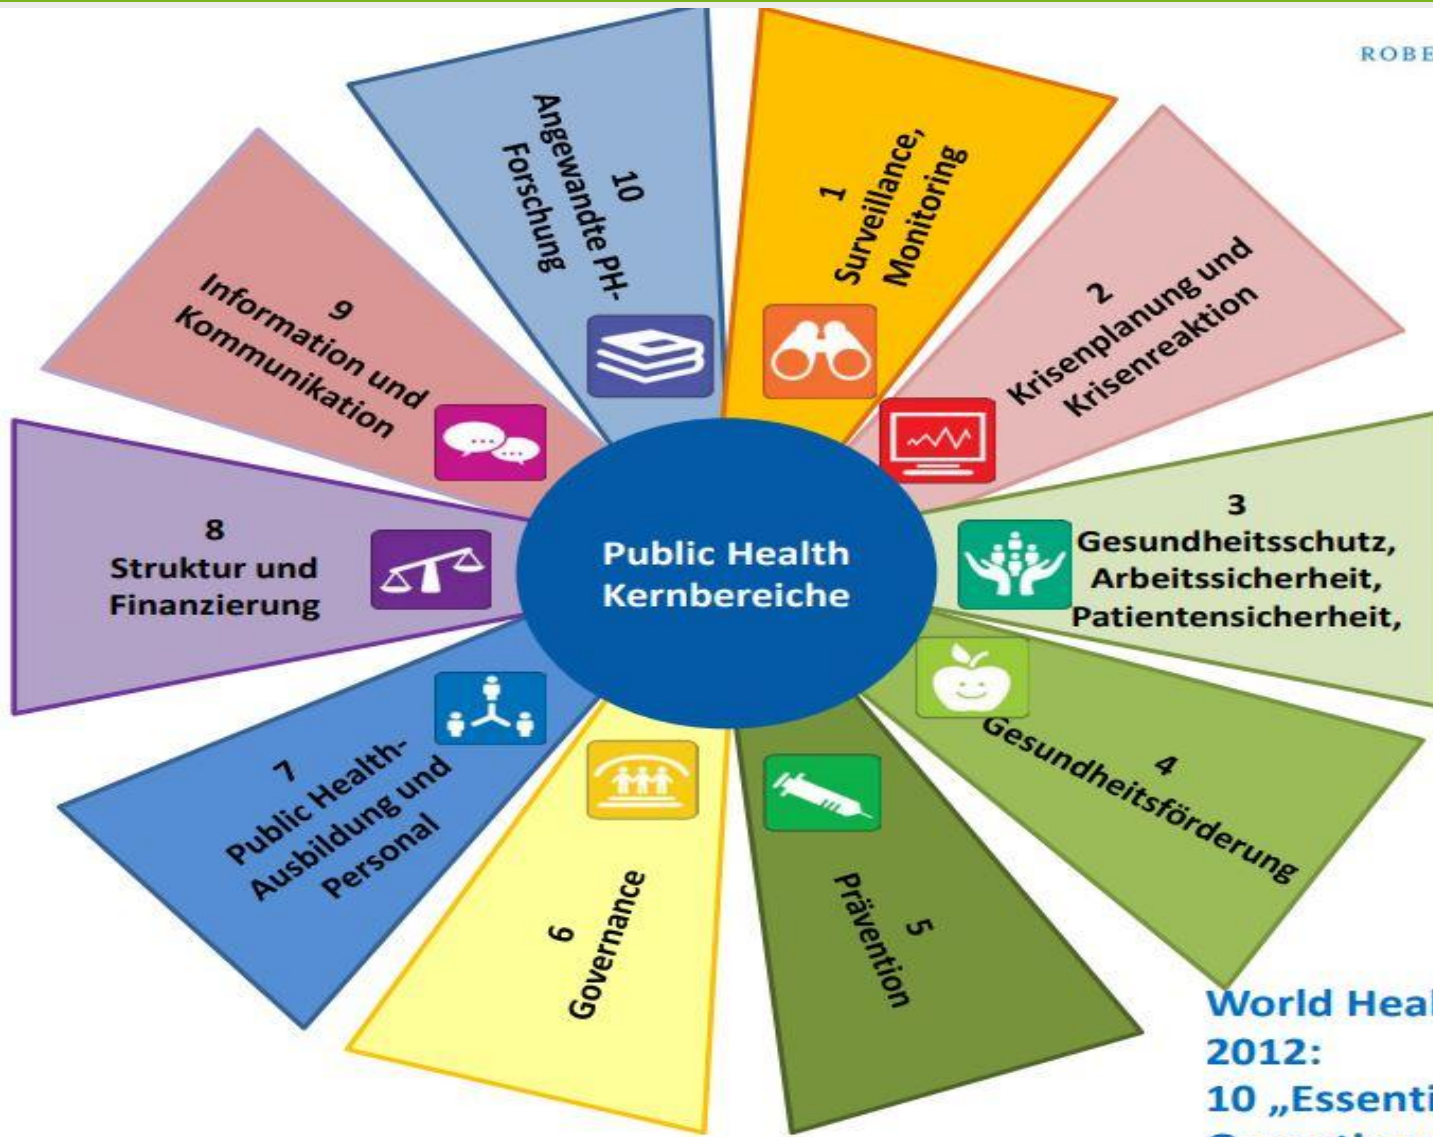 ROBE
10
Angewandte PH-
Forschung
1
Surveillance,
Monitoring
2
Krisenplanung und
Krisenreaktion
3
Gesundheitsschutz,
Arbeitssicherheit,
Patientensicherheit,
4
Gesundheitsförderung
5
Prävention
6
Governance
7
Public Health-
Ausbildung und
Personal
8
Struktur und
Finanzierung
9
Information und
Kommunikation
Public Health
Kernbereiche
World Heal
2012:
10 „Essenti